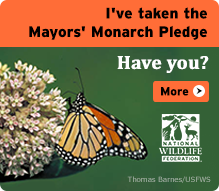 I've taken the
Mayors' Monarch Pledge
Have you?
More >
NATIONAL
WILDLIFE
FEDERATION
Thomas Barnes/USFWS